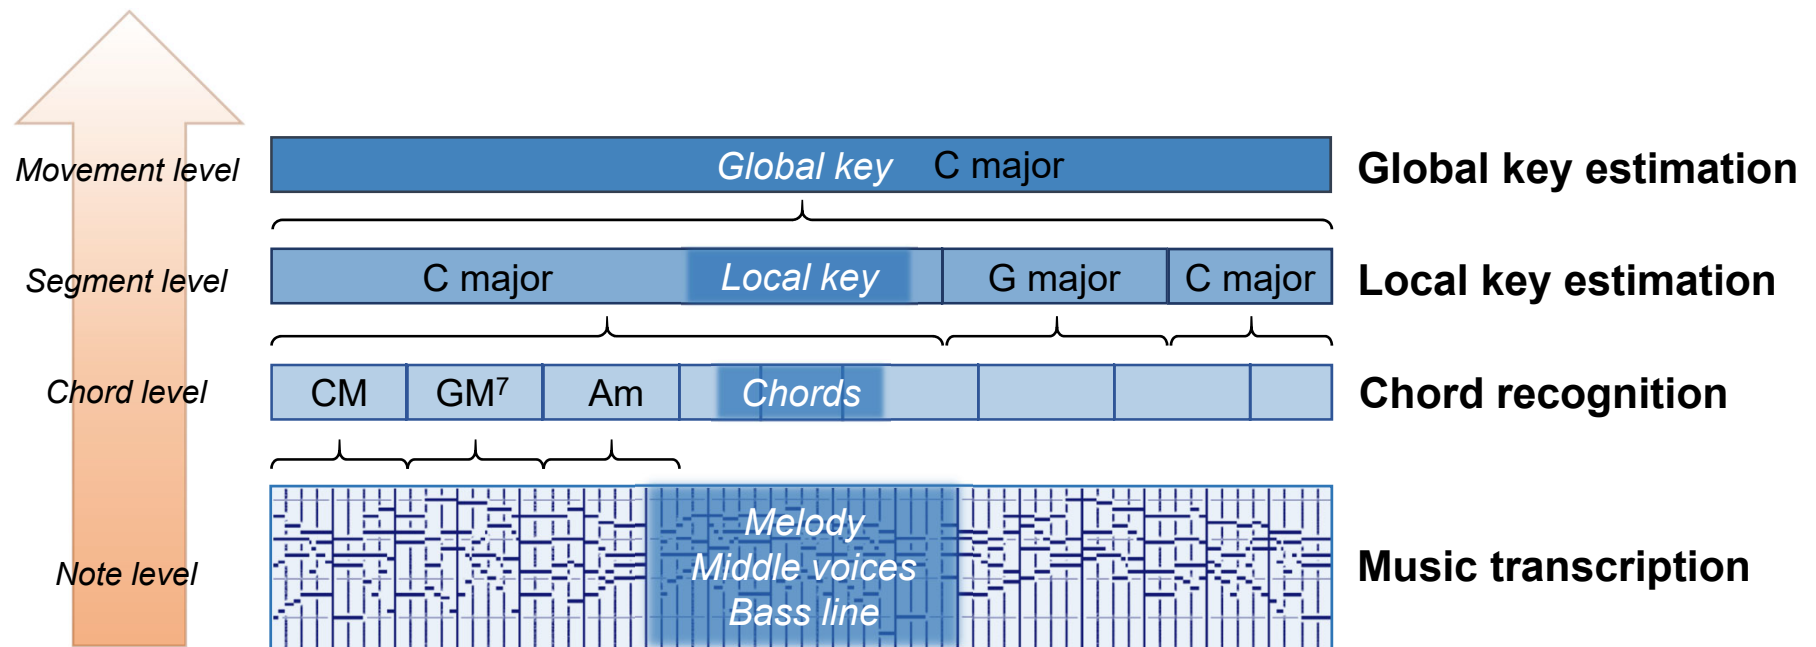 Movement level Global key C major Global key estimation
Segment level C major Local key G major C major Local key estimation
Chord level CM GM⁷ Am Chords Chord recognition
Melody
Note level Middle voices Music transcription
Bass line